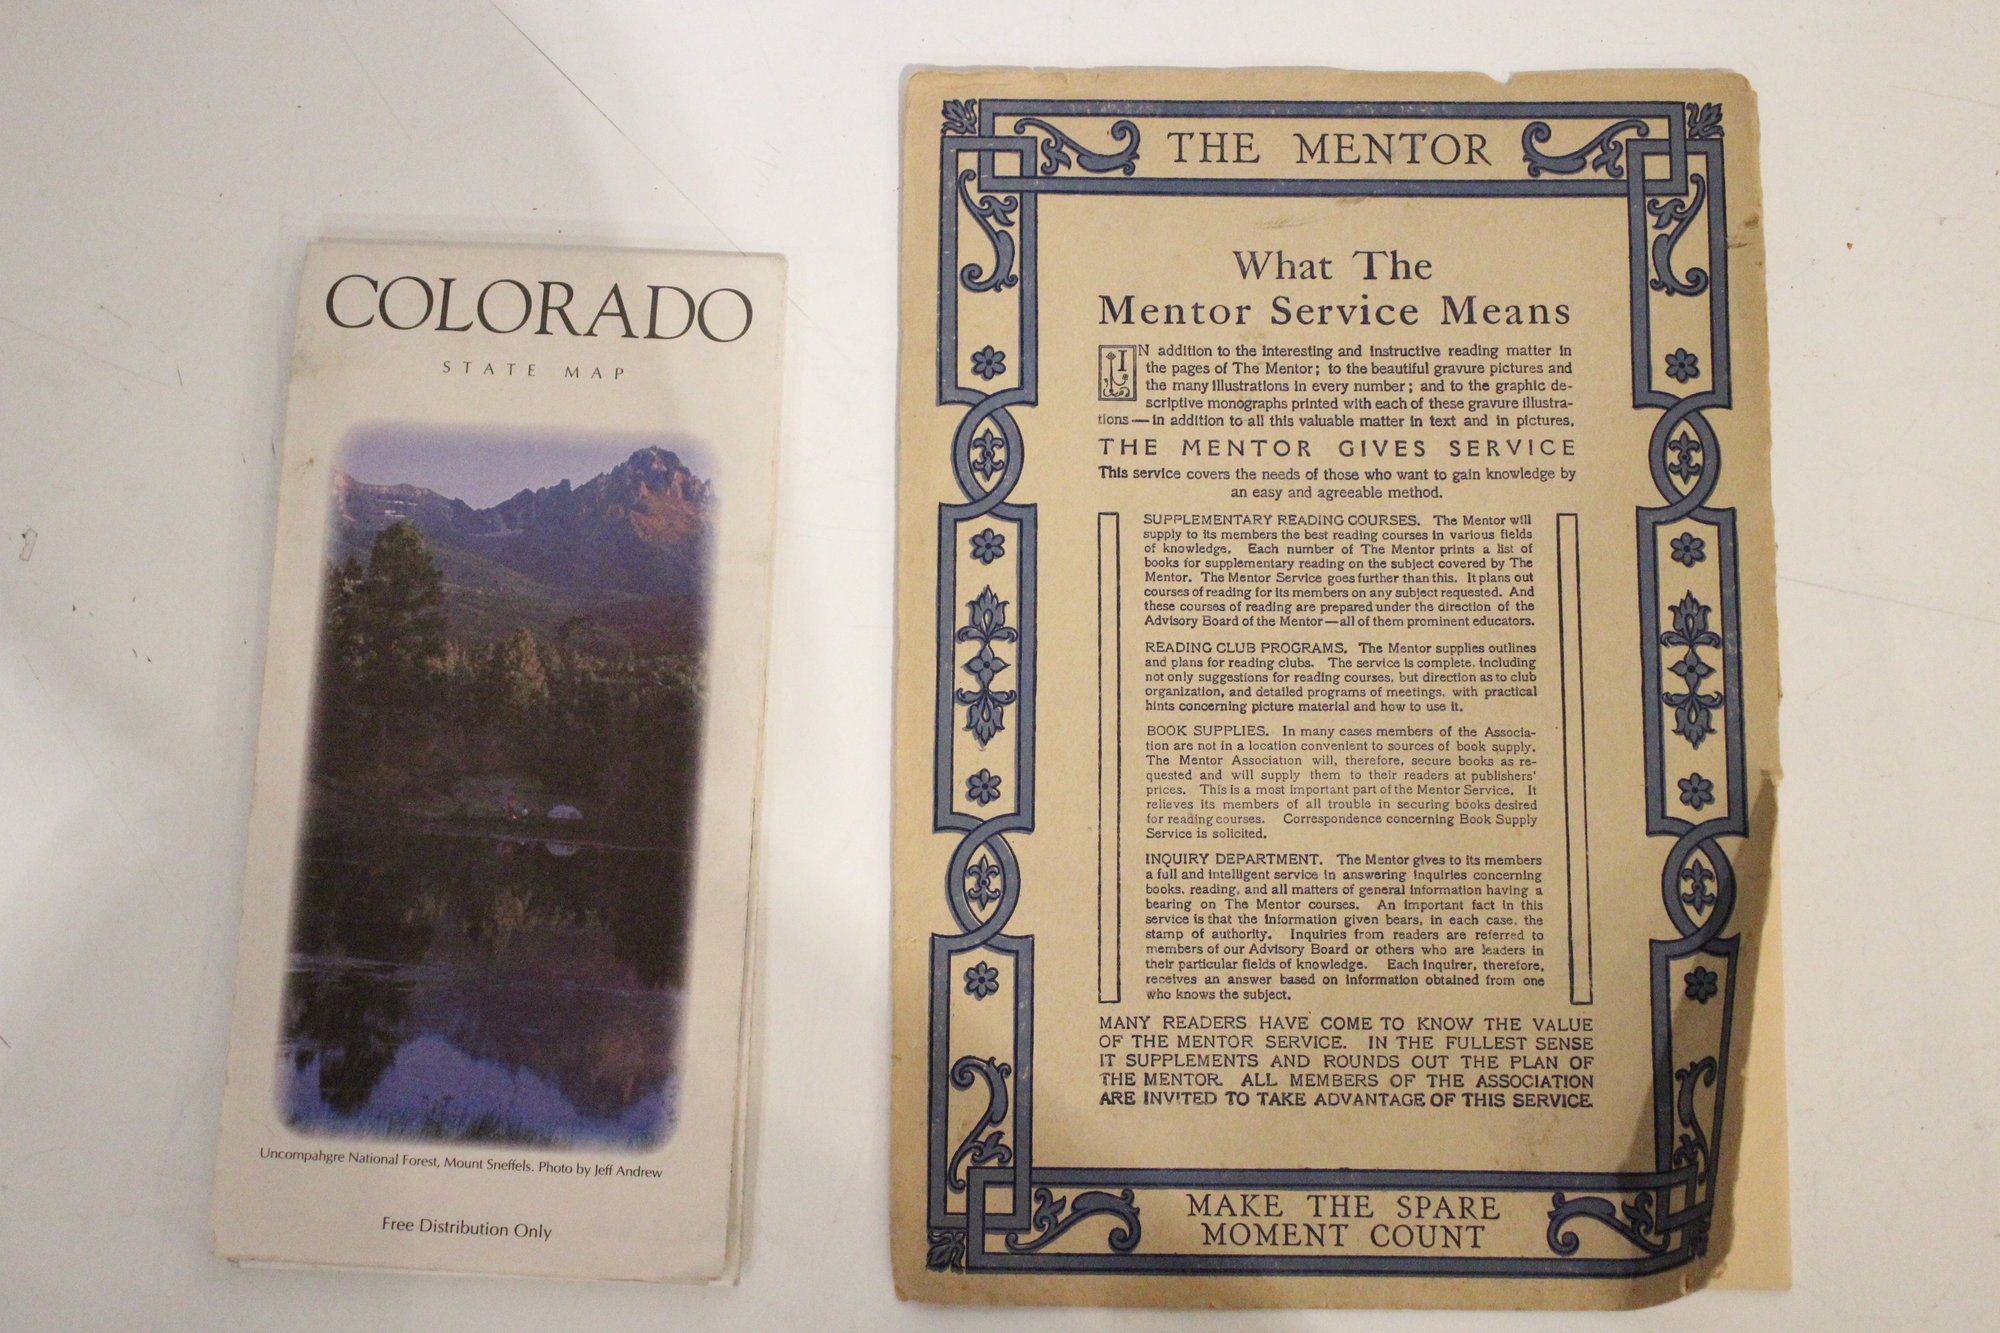 COLORADO
STATE MAP
Uncompahgre National Forest, Mount Sneffels. Photo by Jeff Andrew
Free Distribution Only
THE MENTOR
What The
Mentor Service Means
IN addition to the interesting and instructive reading matter in
the pages of The Mentor; to the beautiful gravure pictures and
the many illustrations in every number; and to the graphic de-
scriptive monographs printed with each of these gravure illustra-
tions—in addition to all this valuable matter in text and in pictures,
THE MENTOR GIVES SERVICE
This service covers the needs of those who want to gain knowledge by
an easy and agreeable method.
SUPPLEMENTARY READING COURSES. The Mentor will
supply to its members the best reading courses in various fields
of knowledge. Each number of The Mentor prints a list of
books for supplementary reading on the subject covered by The
Mentor. The Mentor Service goes further than this. It plans out
courses of reading for its members on any subject requested. And
these courses of reading are prepared under the direction of the
Advisory Board of the Mentor—all of them prominent educators.
READING CLUB PROGRAMS. The Mentor supplies outlines
and plans for reading clubs. The service is complete, including
not only suggestions for reading courses, but direction as to club
organization, and detailed programs of meetings, with practical
hints concerning picture material and how to use it.
BOOK SUPPLIES. In many cases members of the Associa-
tion are not in a location convenient to sources of book supply.
The Mentor Association will, therefore, secure books as re-
quested and will supply them to their readers at publishers'
prices. This is a most important part of the Mentor Service. It
relieves its members of all trouble in securing books desired
for reading courses. Correspondence concerning Book Supply
Service is solicited.
INQUIRY DEPARTMENT. The Mentor gives to its members
a full and intelligent service in answering inquiries concerning
books, reading, and all matters of general information having a
bearing on The Mentor courses. An important fact in this
service is that the information given bears, in each case, the
stamp of authority. Inquiries from readers are referred to
members of our Advisory Board or others who are leaders in
their particular fields of knowledge. Each inquirer, therefore,
receives an answer based on information obtained from one
who knows the subject.
MANY READERS HAVE COME TO KNOW THE VALUE
OF THE MENTOR SERVICE. IN THE FULLEST SENSE
IT SUPPLEMENTS AND ROUNDS OUT THE PLAN OF
THE MENTOR. ALL MEMBERS OF THE ASSOCIATION
ARE INVITED TO TAKE ADVANTAGE OF THIS SERVICE.
MAKE THE SPARE
MOMENT COUNT